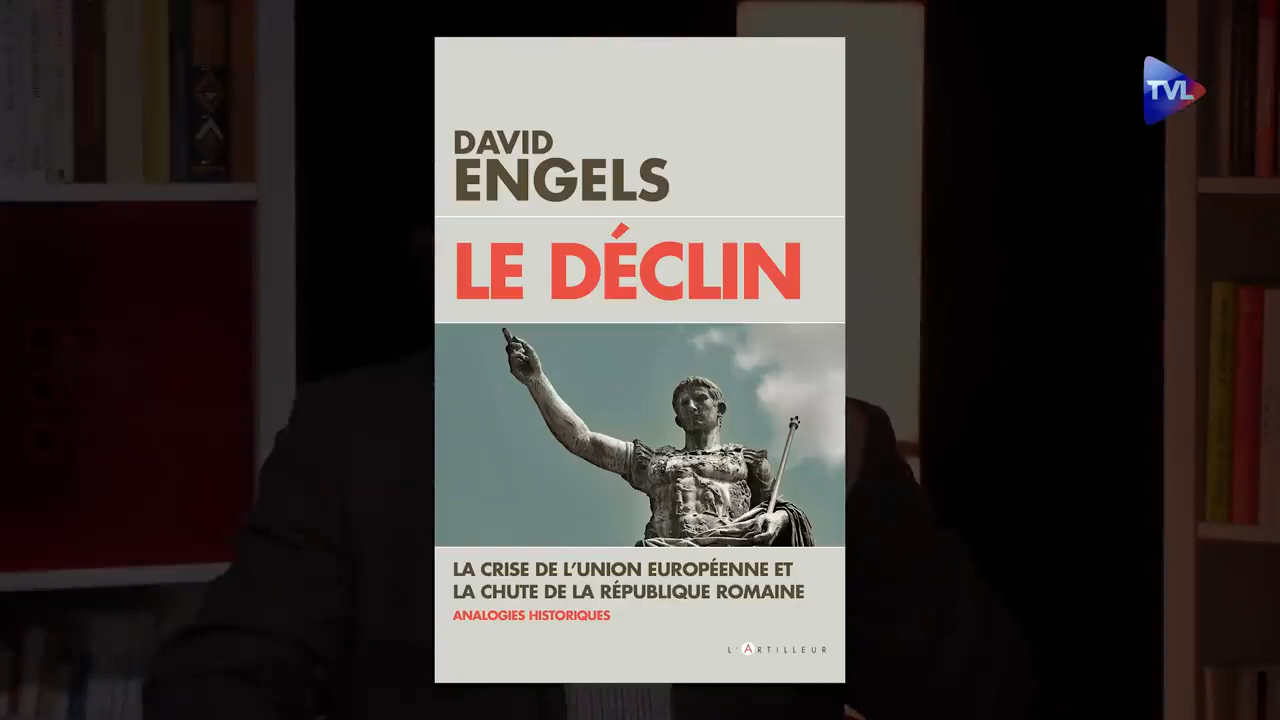 TVL
DAVID
ENGELS
LE DÉCLIN
LA CRISE DE L'UNION EUROPÉENNE ET
LA CHUTE DE LA RÉPUBLIQUE ROMAINE
ANALOGIES HISTORIQUES
L'ARTILLEUR